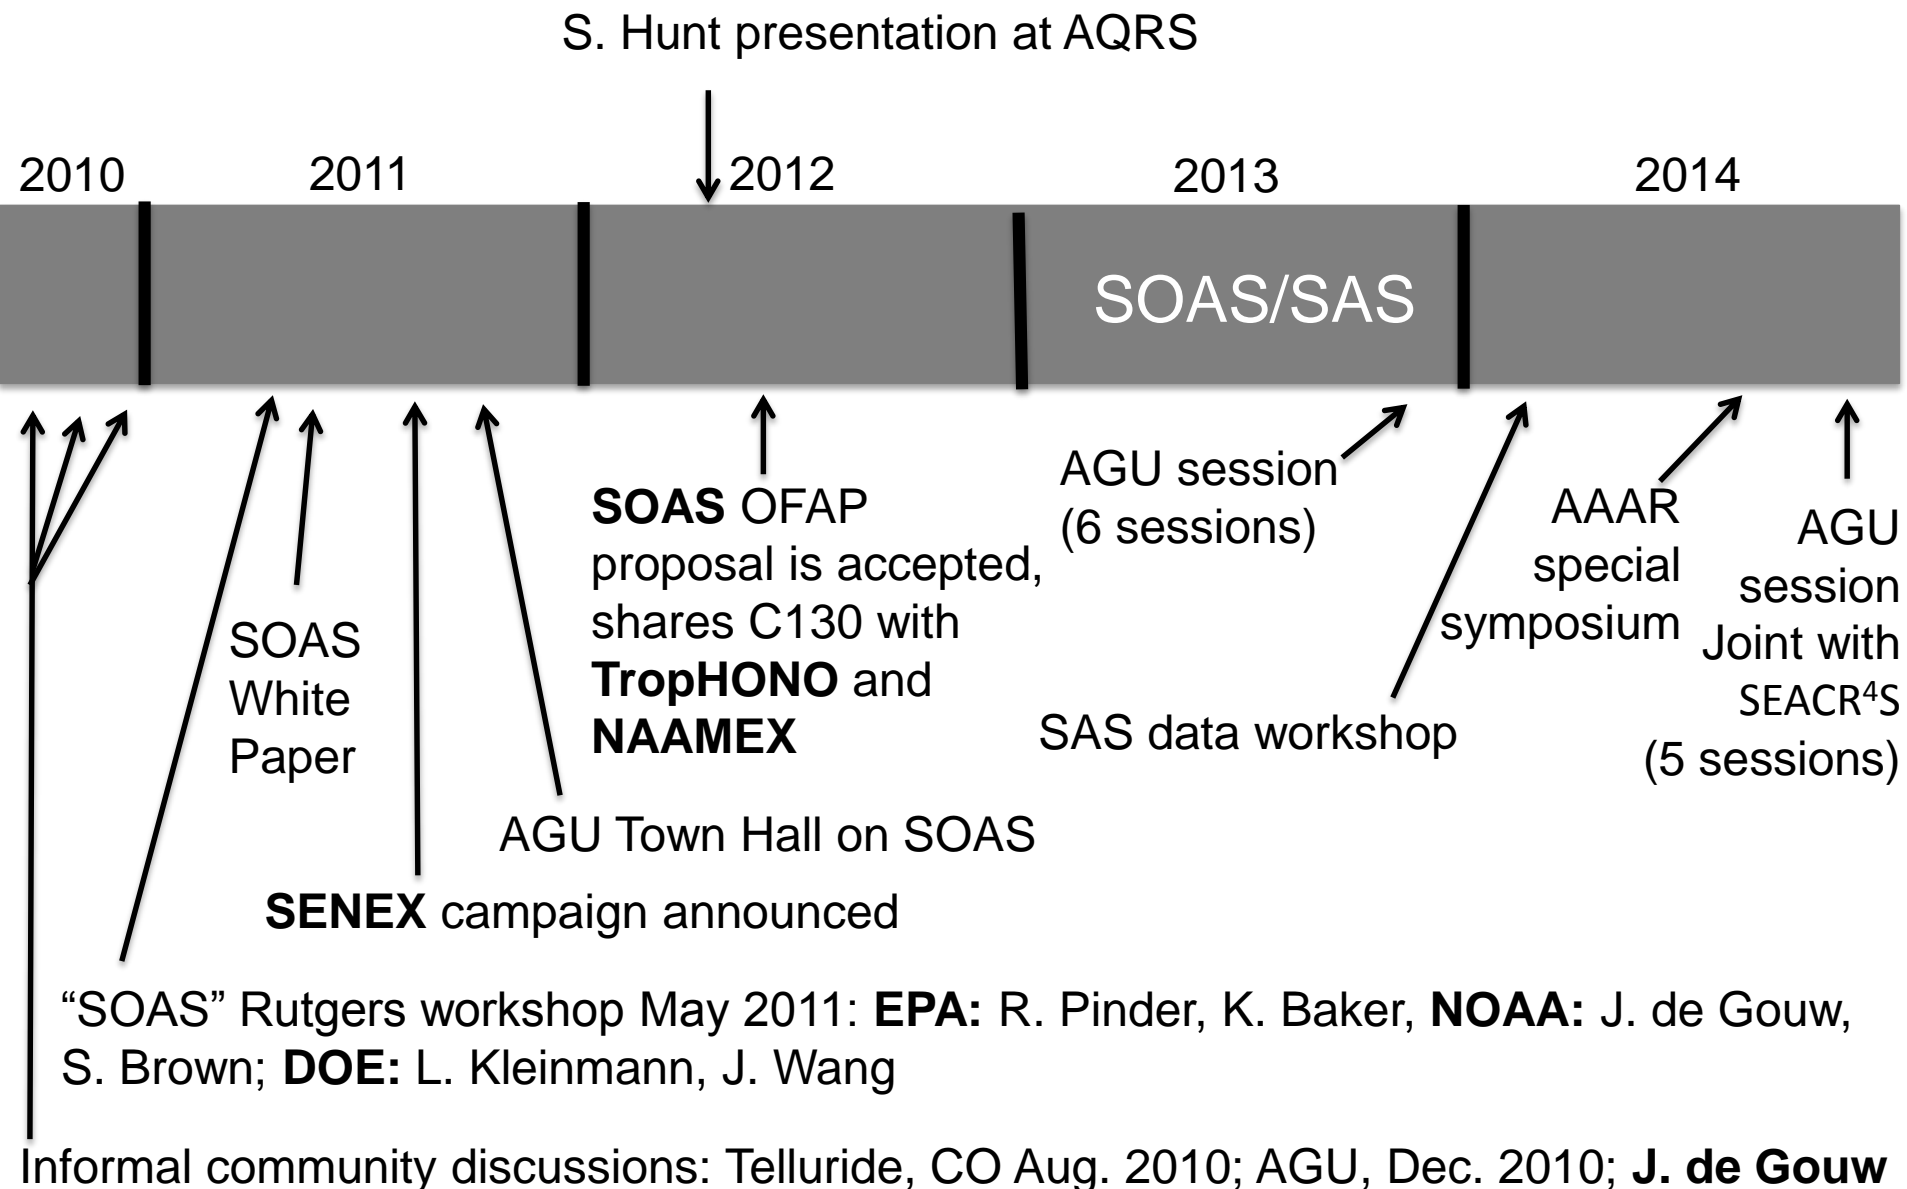 S. Hunt presentation at AQRS
2010
2011
2012
2013
2014
SOAS/SAS
SOAS
White
Paper
SOAS OFAP
proposal is accepted,
shares C130 with
TropHONO and
NAAMEX
AGU session
(6 sessions)
SAS data workshop
AAAR
special
symposium
AGU
session
Joint with
SEACR⁴S
(5 sessions)
AGU Town Hall on SOAS
SENEX campaign announced
“SOAS” Rutgers workshop May 2011: EPA: R. Pinder, K. Baker, NOAA: J. de Gouw,
S. Brown; DOE: L. Kleinmann, J. Wang
Informal community discussions: Telluride, CO Aug. 2010; AGU, Dec. 2010; J. de Gouw